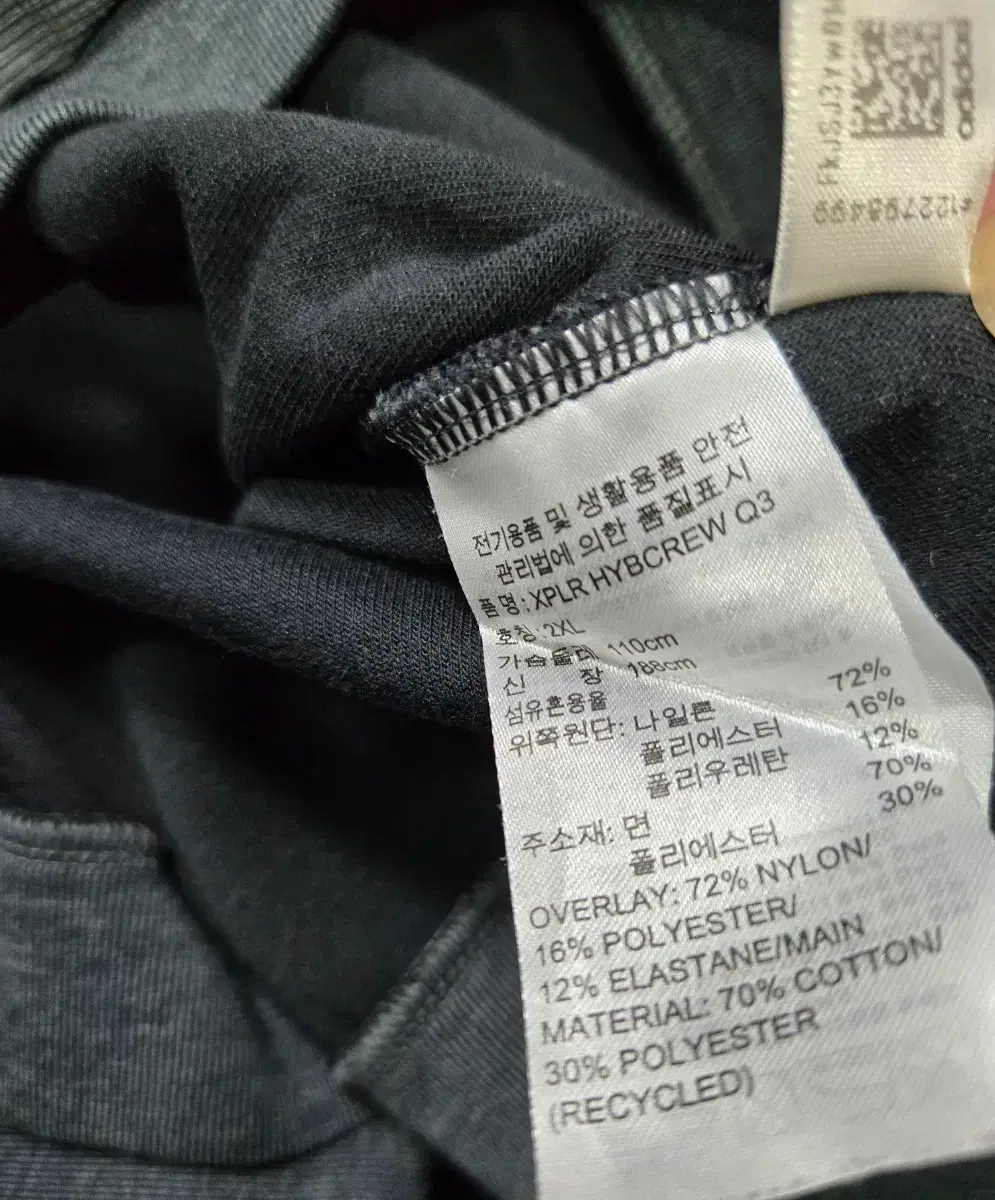 전기용품 및 생활용품 안전
관리법에 의한 품질표시
품 명 : XPLR HYBCREW Q3
호칭 2XL
가슴둘레 110cm
신 장 188cm
섬유혼용율
위쪽원단: 나일론 72%
폴리에스터 16%
폴리우레탄 12%
주소재: 면 70%
폴리에스터 30%
OVERLAY: 72% NYLON/
16% POLYESTER/
12% ELASTANE/MAIN
MATERIAL: 70% COTTON/
30% POLYESTER
(RECYCLED)
adidas
#122798499